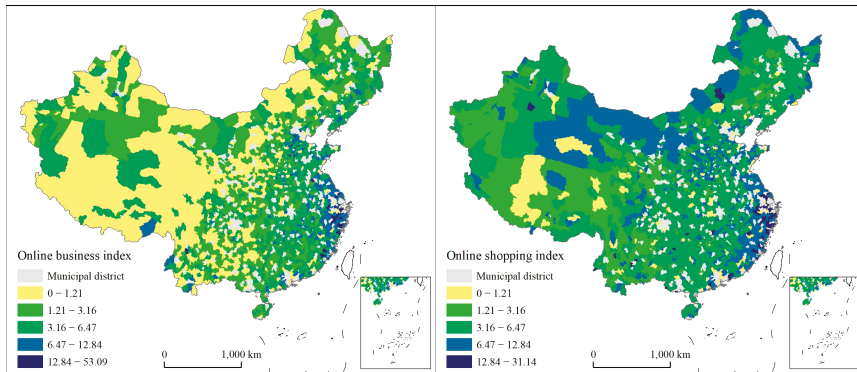 Online business index
Municipal district
0 – 1.21
1.21 – 3.16
3.16 – 6.47
6.47 – 12.84
12.84 – 53.09
0 1,000 km
Online shopping index
Municipal district
0 – 1.21
1.21 – 3.16
3.16 – 6.47
6.47 – 12.84
12.84 – 31.14
0 1,000 km